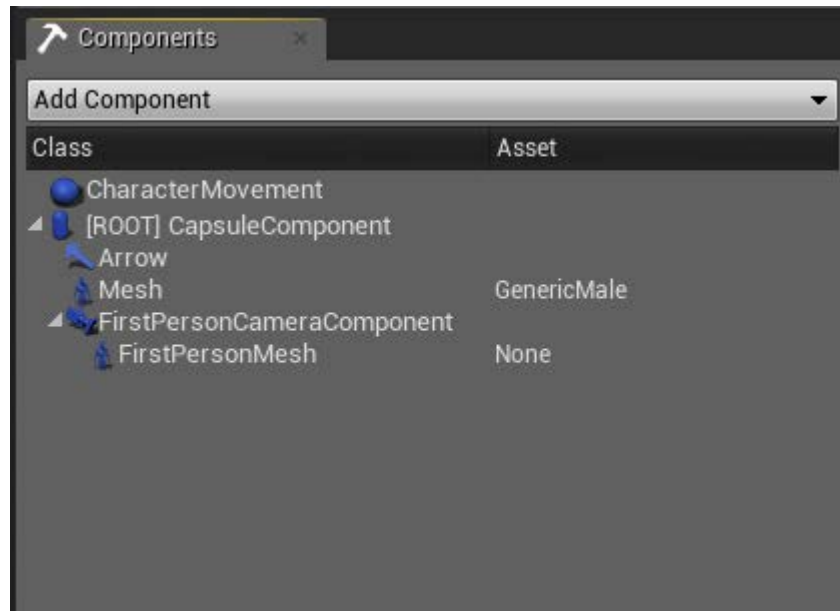 Components
Add Component
Class Asset
CharacterMovement
[ROOT] CapsuleComponent
Arrow
Mesh GenericMale
FirstPersonCameraComponent
FirstPersonMesh None